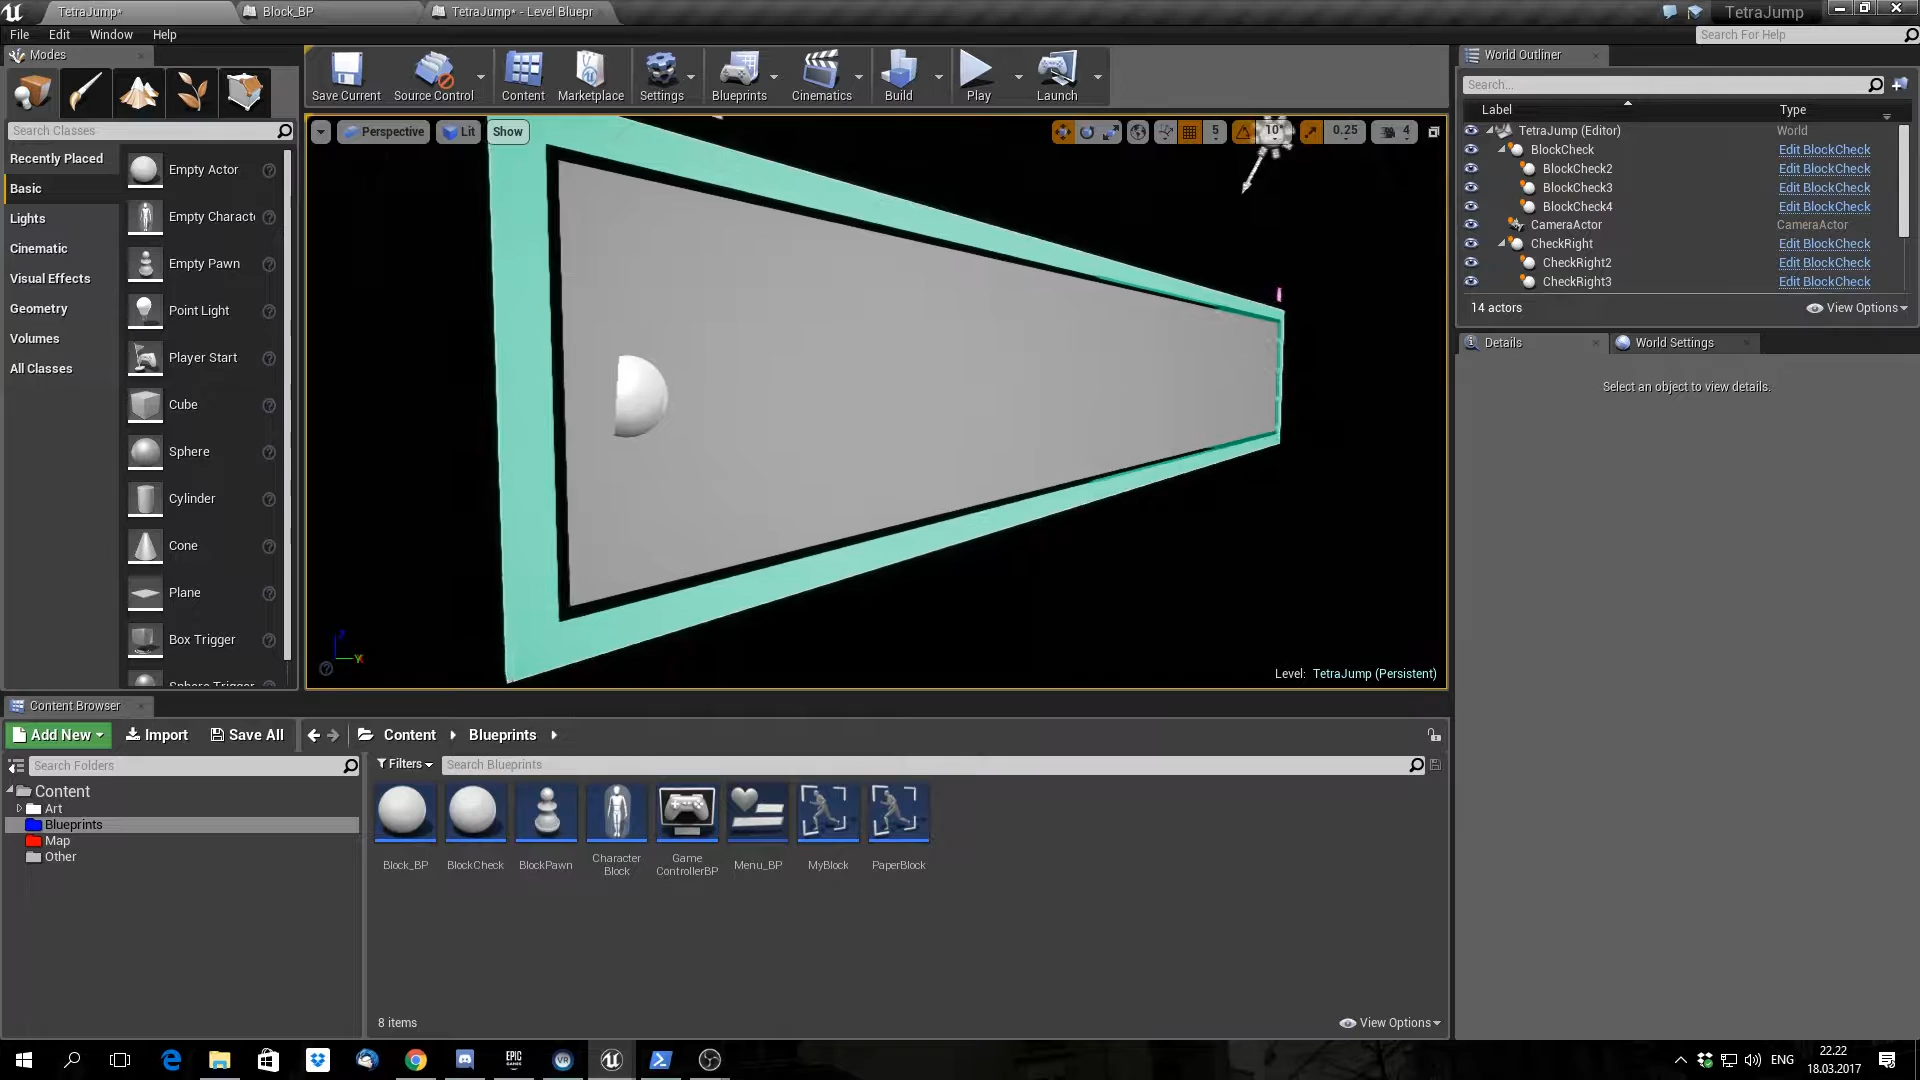 TetraJump*
Block_BP
TetraJump* - Level Bluepr
TetraJump
File Edit Window Help
Search For Help
Modes
Save Current
Source Control
Content
Marketplace
Settings
Blueprints
Cinematics
Build
Play
Launch
Search Classes
Recently Placed
Basic
Lights
Cinematic
Visual Effects
Geometry
Volumes
All Classes
Empty Actor
Empty Charact
Empty Pawn
Point Light
Player Start
Cube
Sphere
Cylinder
Cone
Plane
Box Trigger
Sphere Trigger
Perspective
Lit
Show
5
10°
0.25
4
Level: TetraJump (Persistent)
World Outliner
Search...
Label Type
TetraJump (Editor) World
BlockCheck Edit BlockCheck
BlockCheck2 Edit BlockCheck
BlockCheck3 Edit BlockCheck
BlockCheck4 Edit BlockCheck
CameraActor CameraActor
CheckRight Edit BlockCheck
CheckRight2 Edit BlockCheck
CheckRight3 Edit BlockCheck
14 actors
View Options
Details
World Settings
Select an object to view details.
Content Browser
Add New
Import
Save All
Content
Blueprints
Search Folders
Filters
Search Blueprints
Content
Art
Blueprints
Map
Other
Block_BP
BlockCheck
BlockPawn
Character
Block
Game
ControllerBP
Menu_BP
MyBlock
PaperBlock
8 items
View Options
EPIC
GAMES
VR
ENG
22.22
18.03.2017